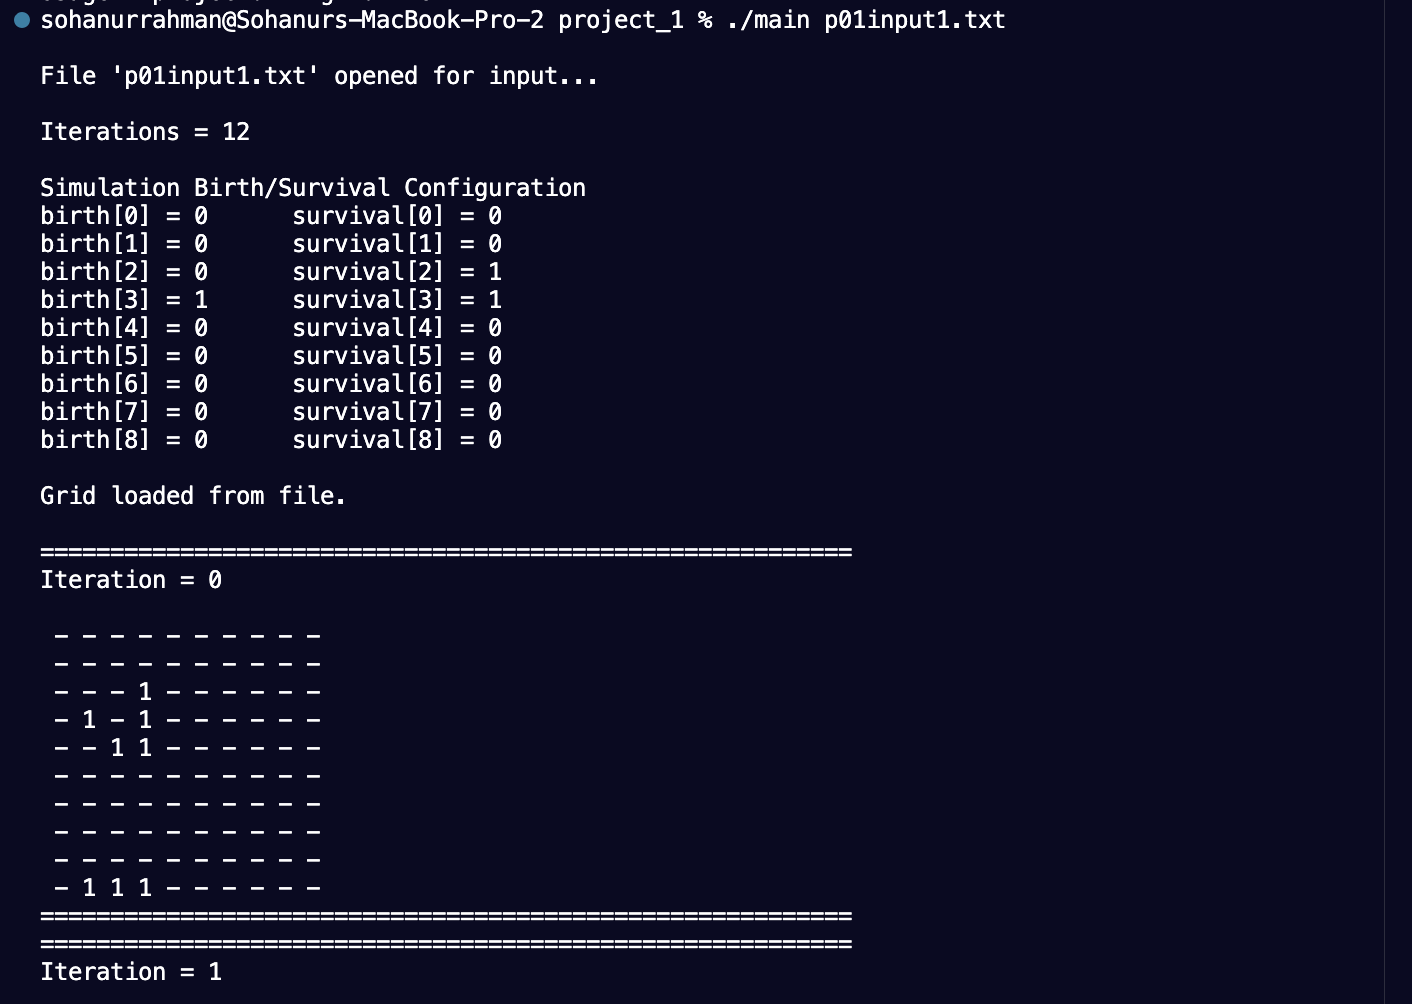 sohanurrahman@Sohanurs-MacBook-Pro-2 project_1 % ./main p01input1.txt
File 'p01input1.txt' opened for input...
Iterations = 12
Simulation Birth/Survival Configuration
birth[0] = 0      survival[0] = 0
birth[1] = 0      survival[1] = 0
birth[2] = 0      survival[2] = 1
birth[3] = 1      survival[3] = 1
birth[4] = 0      survival[4] = 0
birth[5] = 0      survival[5] = 0
birth[6] = 0      survival[6] = 0
birth[7] = 0      survival[7] = 0
birth[8] = 0      survival[8] = 0
Grid loaded from file.
==========================================================
Iteration = 0
- - - - - - - - - -
- - - - - - - - - -
- - - 1 - - - - - -
- 1 - 1 - - - - - -
- - 1 1 - - - - - -
- - - - - - - - - -
- - - - - - - - - -
- - - - - - - - - -
- - - - - - - - - -
- 1 1 1 - - - - - -
==========================================================
==========================================================
Iteration = 1